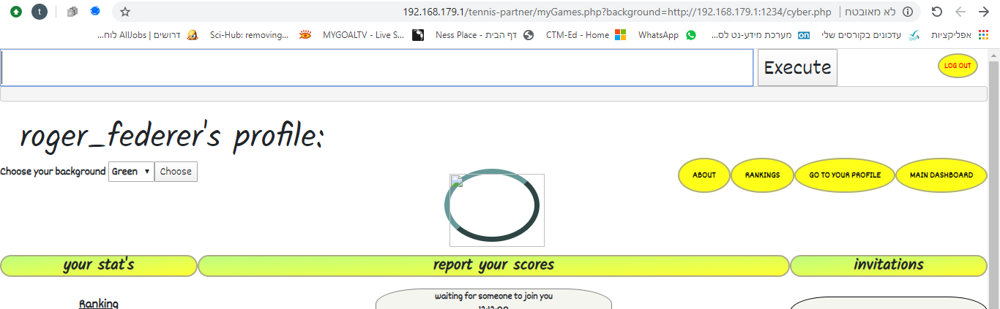 t
192.168.179.1/tennis-partner/myGames.php?background=http://192.168.179.1:1234/cyber.php
לא מאובטח
אפליקציות
עדכונים בקורסים שלי
on
מערכת מידע-נט לס...
WhatsApp
CTM-Ed - Home
Ness Place - דף הבית
MYGOALTV - Live S...
Sci-Hub: removing...
דרושים | AllJobs לוח...
Execute
LOG OUT
roger_federer's profile:
Choose your background Green Choose
ABOUT RANKINGS GO TO YOUR PROFILE MAIN DASHBOARD
your stat's report your scores invitations
Ranking
waiting for someone to join you